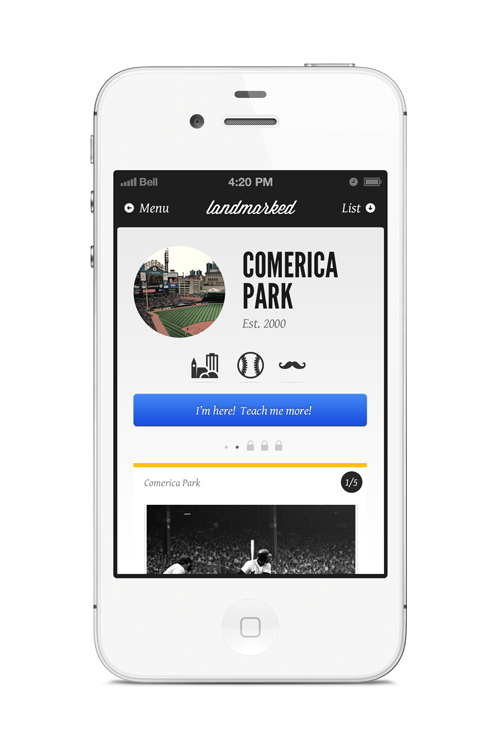 Bell 4:20 PM
Menu landmarked List
COMERICA
PARK
Est. 2000
I'm here! Teach me more!
Comerica Park 1/5